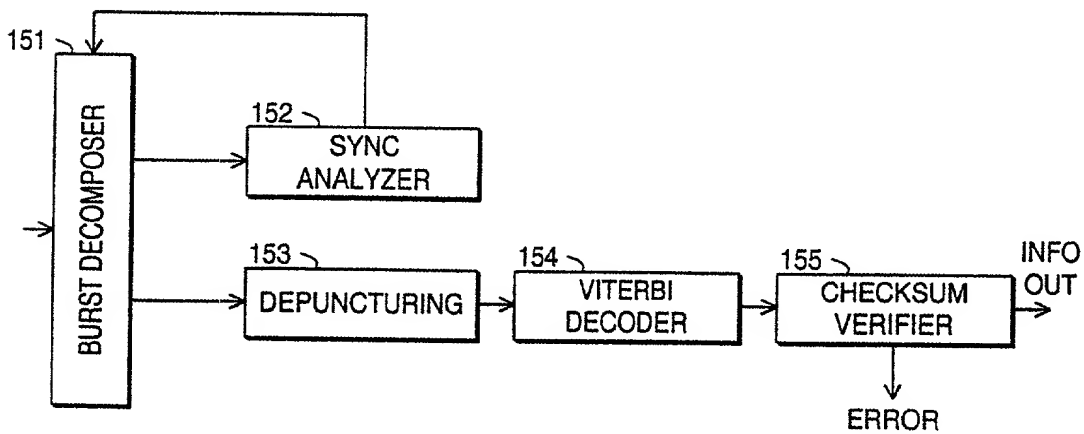 151
BURST DECOMPOSER
152
SYNC
ANALYZER
153
DEPUNCTURING
154
VITERBI
DECODER
155
CHECKSUM
VERIFIER
INFO
OUT
ERROR